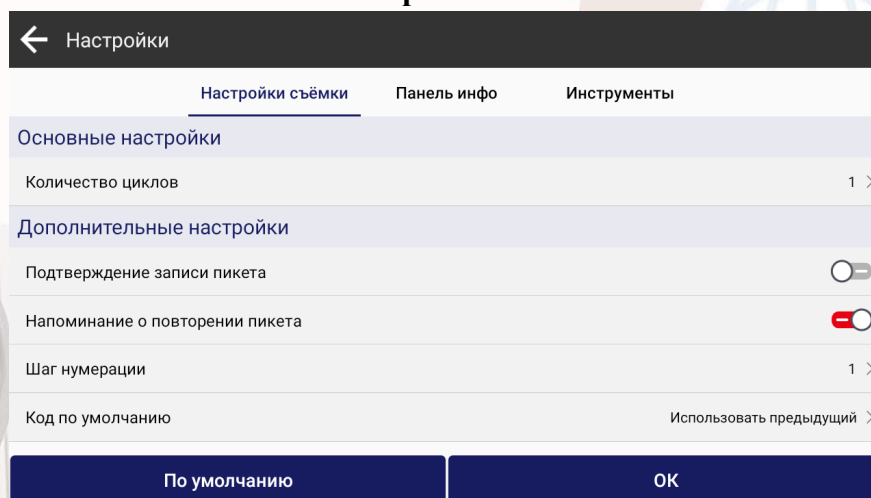 Настройки
Настройки съёмки Панель инфо Инструменты
Основные настройки
Количество циклов 1
Дополнительные настройки
Подтверждение записи пикета
Напоминание о повторении пикета
Шаг нумерации 1
Код по умолчанию Использовать предыдущий
По умолчанию ОК